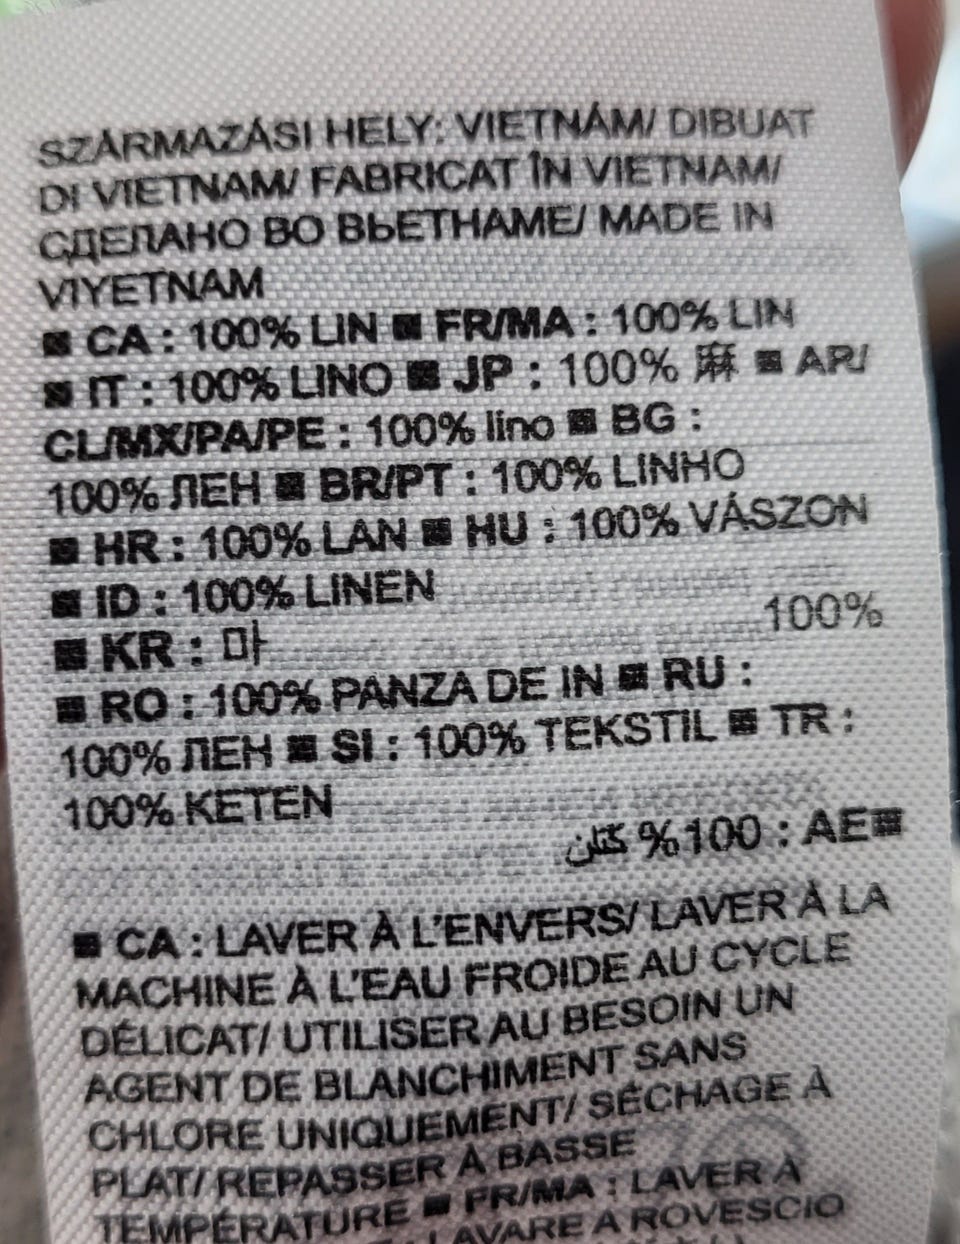 SZÁRMAZÁSI HELY: VIETNÁM/ DIBUAT
DI VIETNAM/ FABRICAT ÎN VIETNAM/
СДЕЛАНО ВО ВЬЕТНАМЕ/ MADE IN
VIYETNAM
■ CA : 100% LIN ■ FR/MA : 100% LIN
■ IT : 100% LINO ■ JP : 100% 麻 ■ AR/
CL/MX/PA/PE : 100% lino ■ BG :
100% ЛЕН ■ BR/PT : 100% LINHO
■ HR : 100% LAN ■ HU : 100% VÁSZON
■ ID : 100% LINEN
■ KR : 마 100%
■ RO : 100% PANZA DE IN ■ RU :
100% ЛЕН ■ SI : 100% TEKSTIL ■ TR :
100% KETEN
كتان %100 : AE■
■ CA : LAVER À L'ENVERS/ LAVER À LA
MACHINE À L'EAU FROIDE AU CYCLE
DÉLICAT/ UTILISER AU BESOIN UN
AGENT DE BLANCHIMENT SANS
CHLORE UNIQUEMENT/ SÉCHAGE À
PLAT/ REPASSER À BASSE
TEMPÉRATURE ■ FR/MA : LAVER À
LAVARE A ROVESCIO